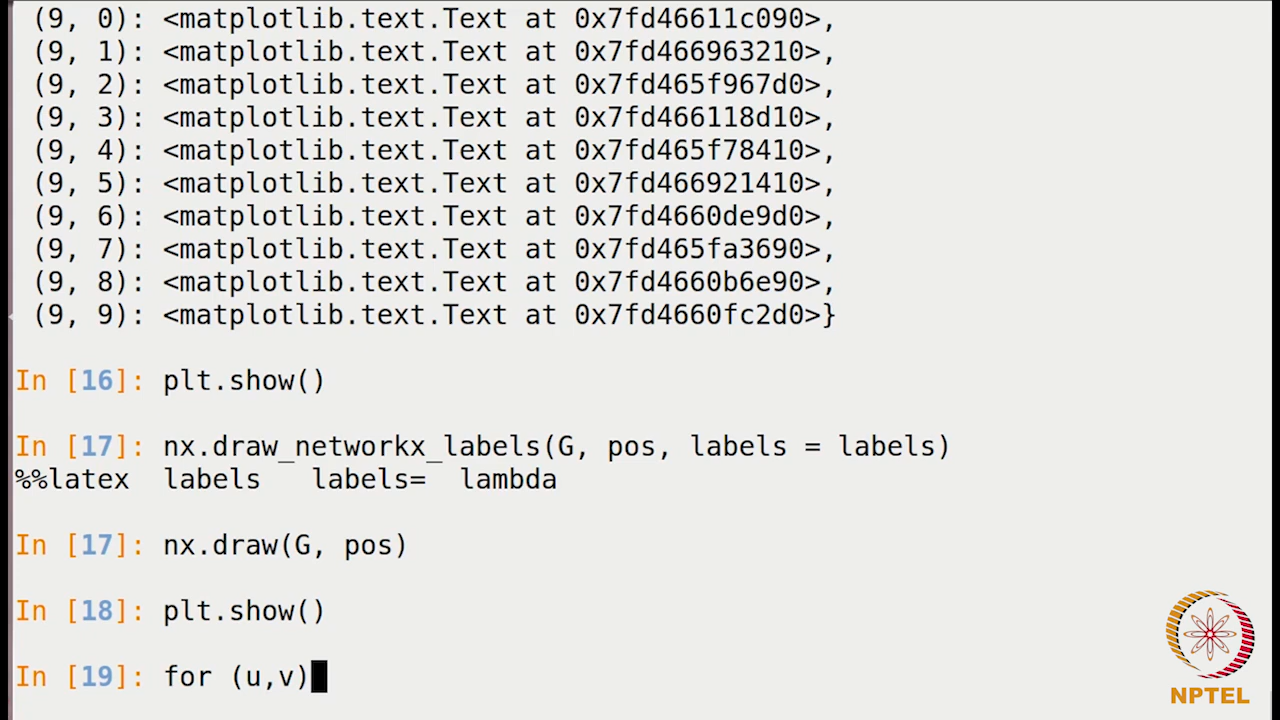 (9, 0): <matplotlib.text.Text at 0x7fd46611c090>,
(9, 1): <matplotlib.text.Text at 0x7fd466963210>,
(9, 2): <matplotlib.text.Text at 0x7fd465f967d0>,
(9, 3): <matplotlib.text.Text at 0x7fd466118d10>,
(9, 4): <matplotlib.text.Text at 0x7fd465f78410>,
(9, 5): <matplotlib.text.Text at 0x7fd466921410>,
(9, 6): <matplotlib.text.Text at 0x7fd4660de9d0>,
(9, 7): <matplotlib.text.Text at 0x7fd465fa3690>,
(9, 8): <matplotlib.text.Text at 0x7fd4660b6e90>,
(9, 9): <matplotlib.text.Text at 0x7fd4660fc2d0>}
In [16]: plt.show()
In [17]: nx.draw_networkx_labels(G, pos, labels = labels)
%%latex  labels   labels=  lambda
In [17]: nx.draw(G, pos)
In [18]: plt.show()
In [19]: for (u,v)
NPTEL